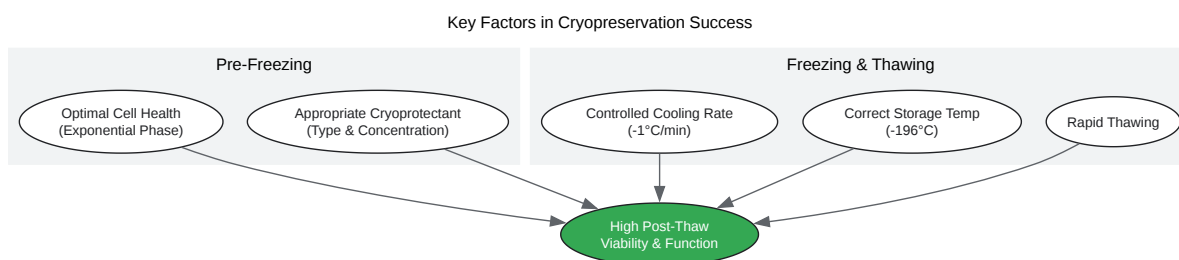 Key Factors in Cryopreservation Success
Pre-Freezing
Freezing & Thawing
Optimal Cell Health
(Exponential Phase)
Appropriate Cryoprotectant
(Type & Concentration)
Controlled Cooling Rate
(-1°C/min)
Correct Storage Temp
(-196°C)
Rapid Thawing
High Post-Thaw
Viability & Function